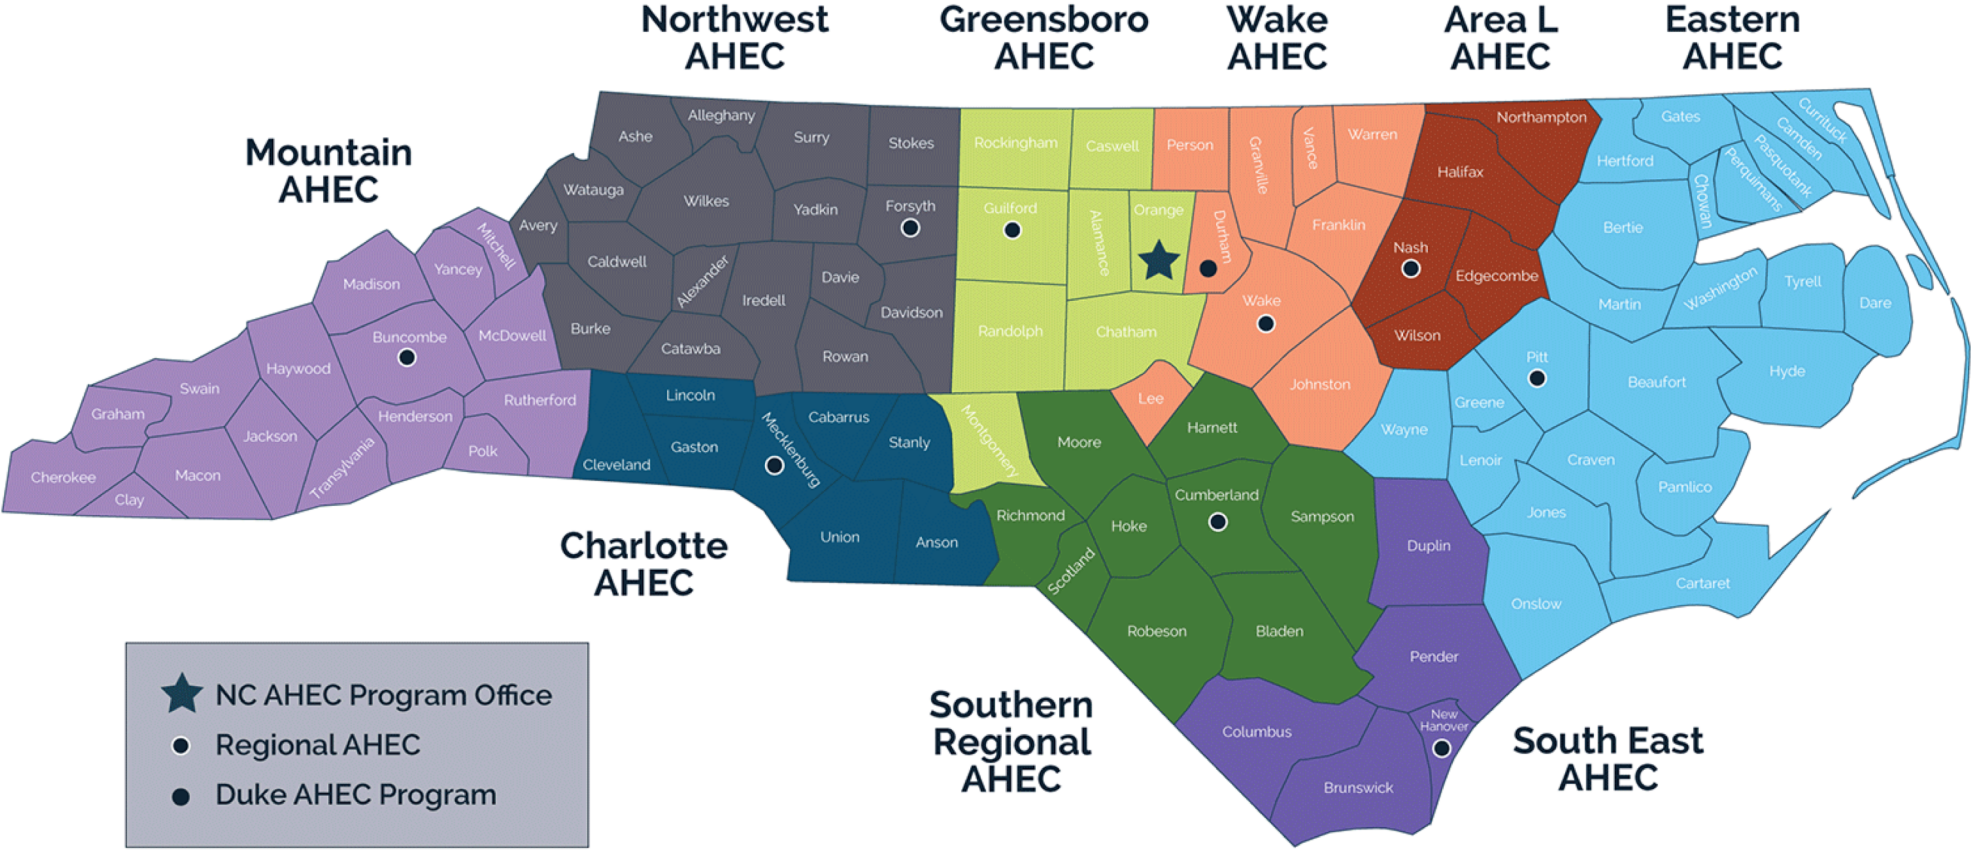 Northwest
AHEC
Greensboro
AHEC
Wake
AHEC
Area L
AHEC
Eastern
AHEC
Mountain
AHEC
Ashe
Alleghany
Surry
Stokes
Watauga
Wilkes
Yadkin
Forsyth
Avery
Caldwell
Alexander
Iredell
Davie
Davidson
Burke
Catawba
Rowan
Rockingham
Caswell
Guilford
Alamance
Orange
Randolph
Chatham
Montgomery
Person
Granville
Vance
Warren
Durham
Franklin
Wake
Johnston
Lee
Northampton
Halifax
Nash
Edgecombe
Wilson
Gates
Currituck
Camden
Pasquotank
Perquimans
Chowan
Hertford
Bertie
Martin
Washington
Tyrell
Dare
Pitt
Beaufort
Hyde
Greene
Wayne
Lenoir
Craven
Pamlico
Jones
Cartaret
Onslow
Mitchell
Yancey
Madison
McDowell
Buncombe
Haywood
Swain
Graham
Rutherford
Henderson
Polk
Jackson
Transylvania
Macon
Cherokee
Clay
Lincoln
Gaston
Cleveland
Mecklenburg
Cabarrus
Stanly
Union
Anson
Moore
Harnett
Richmond
Scotland
Hoke
Cumberland
Sampson
Robeson
Bladen
Duplin
Pender
New
Hanover
Columbus
Brunswick
Charlotte
AHEC
Southern
Regional
AHEC
South East
AHEC
NC AHEC Program Office
Regional AHEC
Duke AHEC Program